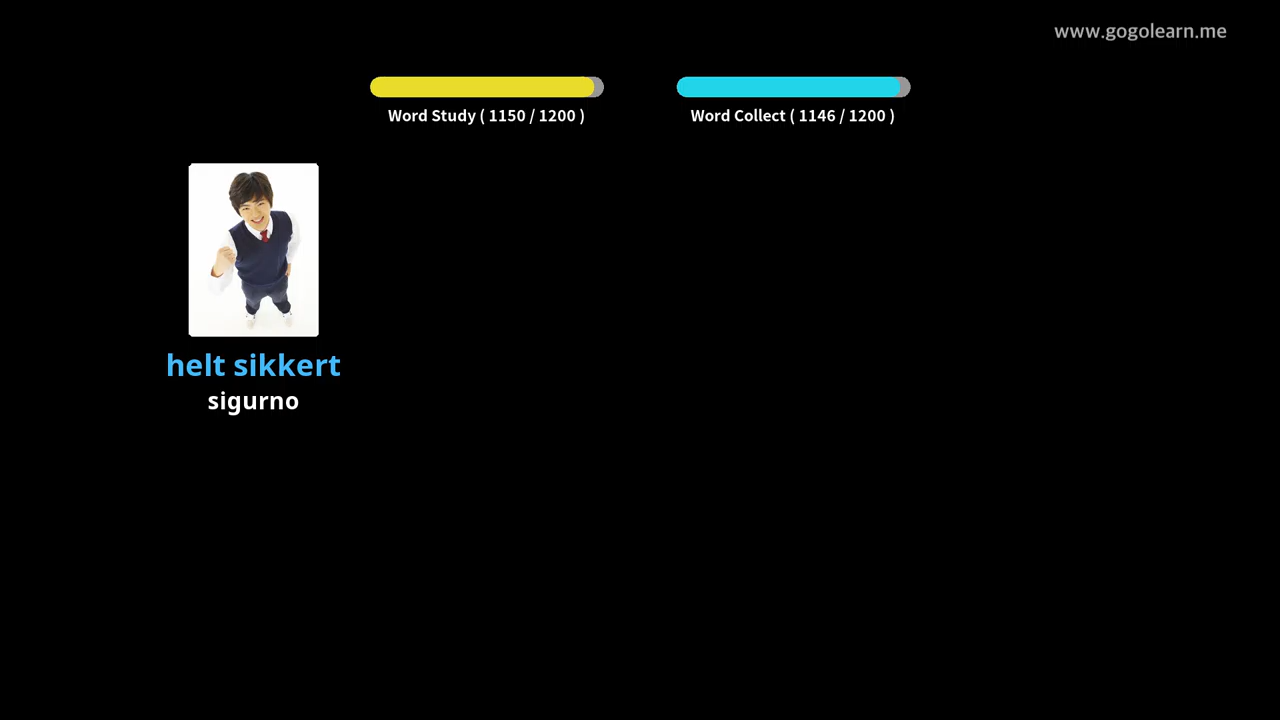 www.gogolearn.me
Word Study ( 1150 / 1200 )
Word Collect ( 1146 / 1200 )
helt sikkert
sigurno